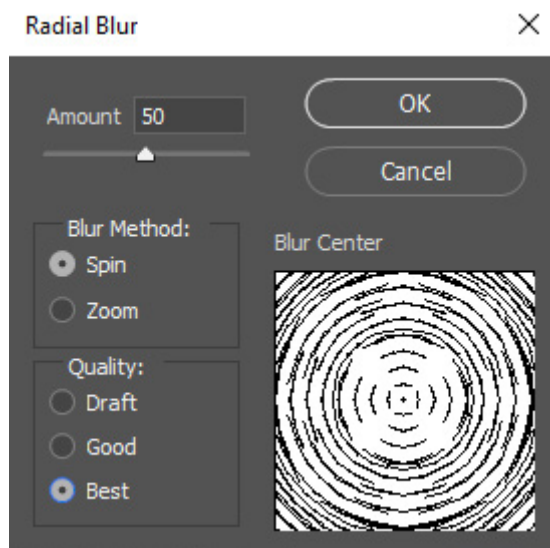 Radial Blur
Amount 50
OK
Cancel
Blur Method:
Spin
Zoom
Blur Center
Quality:
Draft
Good
Best